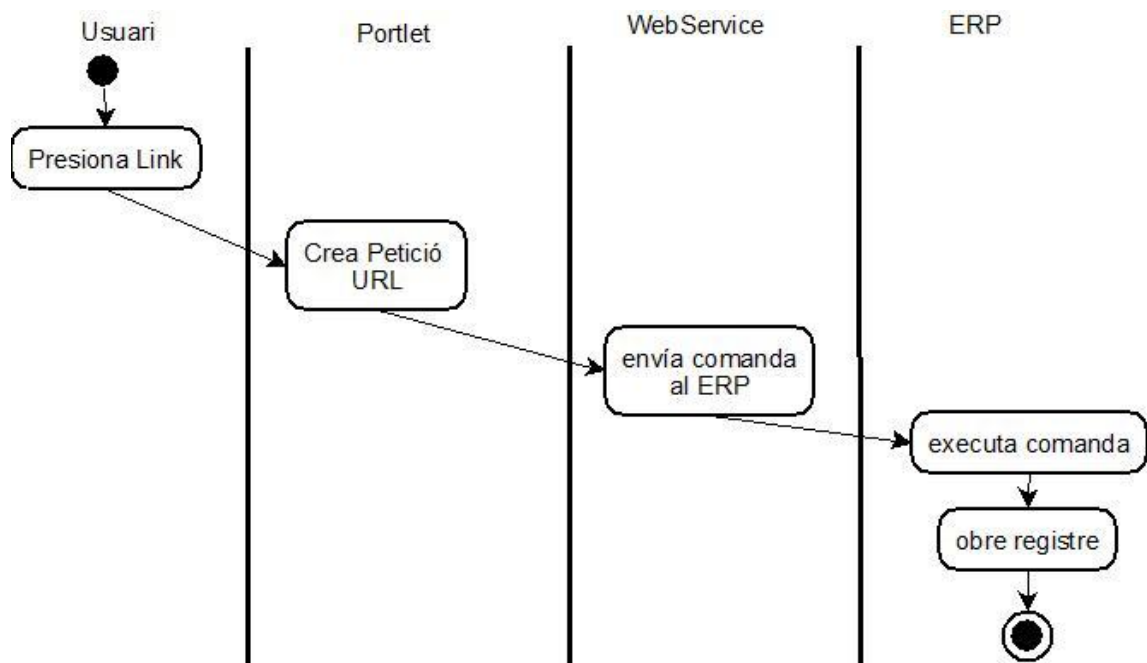 Usuari
Portlet
WebService
ERP
Presiona Link
Crea Petició
URL
envía comanda
al ERP
executa comanda
obre registre